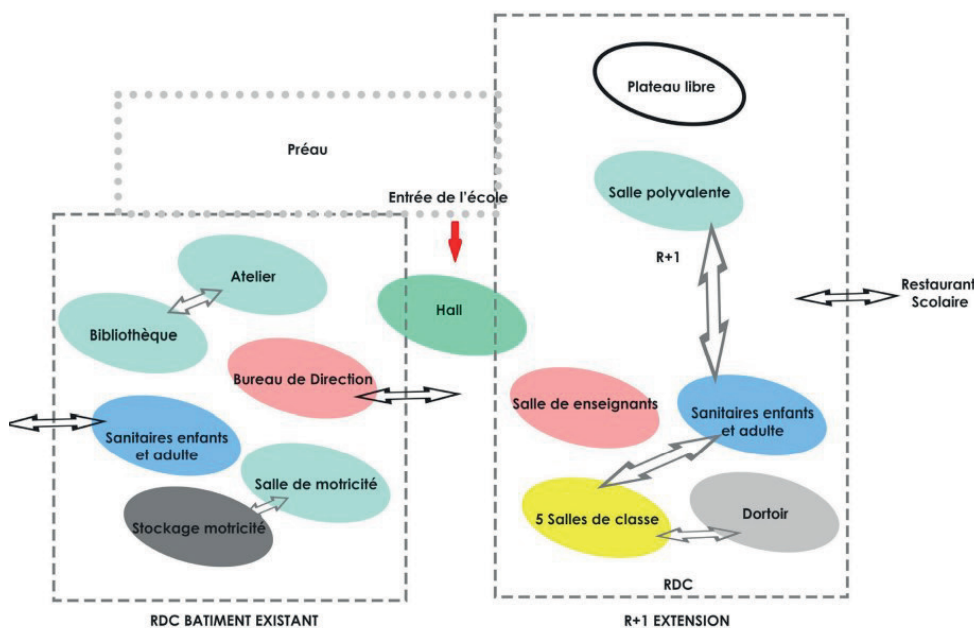 Plateau libre
Préau
Salle polyvalente
Entrée de l'école
R+1
Atelier
Restaurant
Scolaire
Hall
Bibliothèque
Bureau de Direction
Salle de enseignants
Sanitaires enfants
et adulte
Sanitaires enfants
et adulte
Salle de motricité
Stockage motricité
5 Salles de classe
Dortoir
RDC
RDC BATIMENT EXISTANT
R+1 EXTENSION